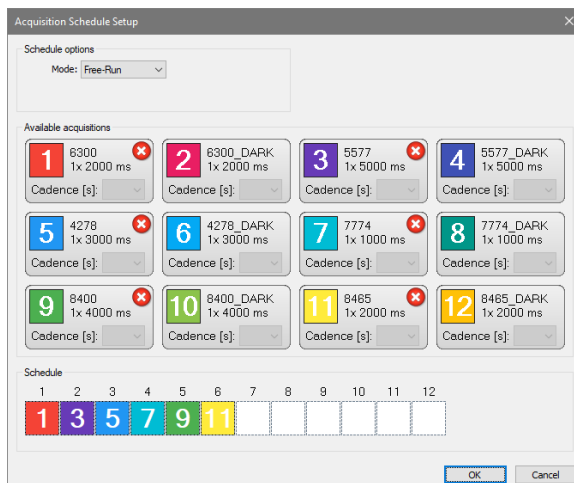 Acquisition Schedule Setup
Schedule options
Mode: Free-Run
Available acquisitions
1 6300
1x 2000 ms
Cadence [s]:
2 6300_DARK
1x 2000 ms
Cadence [s]:
3 5577
1x 5000 ms
Cadence [s]:
4 5577_DARK
1x 5000 ms
Cadence [s]:
5 4278
1x 3000 ms
Cadence [s]:
6 4278_DARK
1x 3000 ms
Cadence [s]:
7 7774
1x 1000 ms
Cadence [s]:
8 7774_DARK
1x 1000 ms
Cadence [s]:
9 8400
1x 4000 ms
Cadence [s]:
10 8400_DARK
1x 4000 ms
Cadence [s]:
11 8465
1x 2000 ms
Cadence [s]:
12 8465_DARK
1x 2000 ms
Cadence [s]:
Schedule
1 2 3 4 5 6 7 8 9 10 11 12
1 3 5 7 9 11
OK Cancel